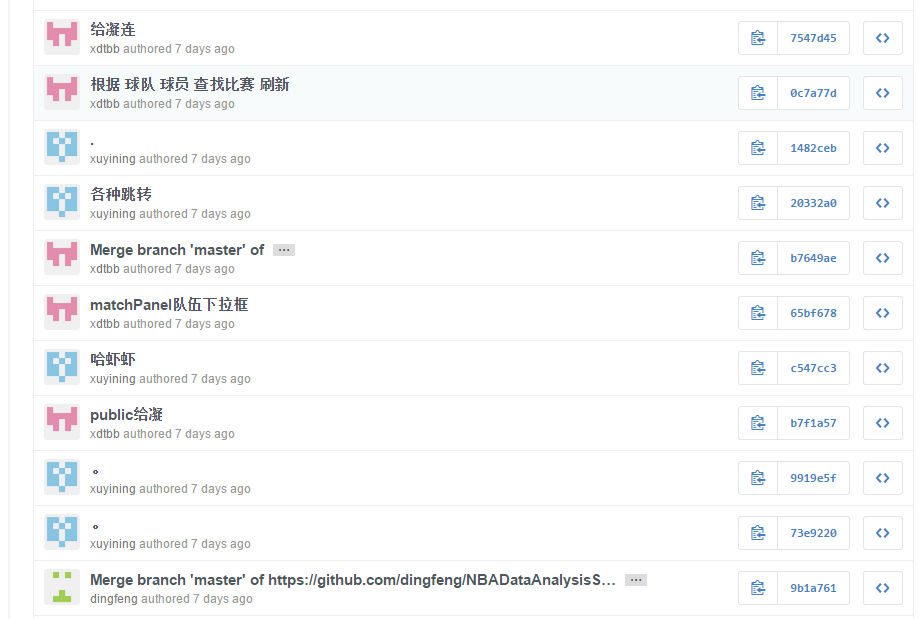 给凝连
xdtbb authored 7 days ago
7547d45
根据 球队 球员 查找比赛 刷新
xdtbb authored 7 days ago
0c7a77d
.
xuyining authored 7 days ago
1482ceb
各种跳转
xuyining authored 7 days ago
20332a0
Merge branch 'master' of ...
xdtbb authored 7 days ago
b7649ae
matchPanel队伍下拉框
xdtbb authored 7 days ago
65bf678
哈虾虾
xuyining authored 7 days ago
c547cc3
public给凝
xdtbb authored 7 days ago
b7f1a57
。
xuyining authored 7 days ago
9919e5f
。
xuyining authored 7 days ago
73e9220
Merge branch 'master' of https://github.com/dingfeng/NBADataAnalysisS... ...
dingfeng authored 7 days ago
9b1a761